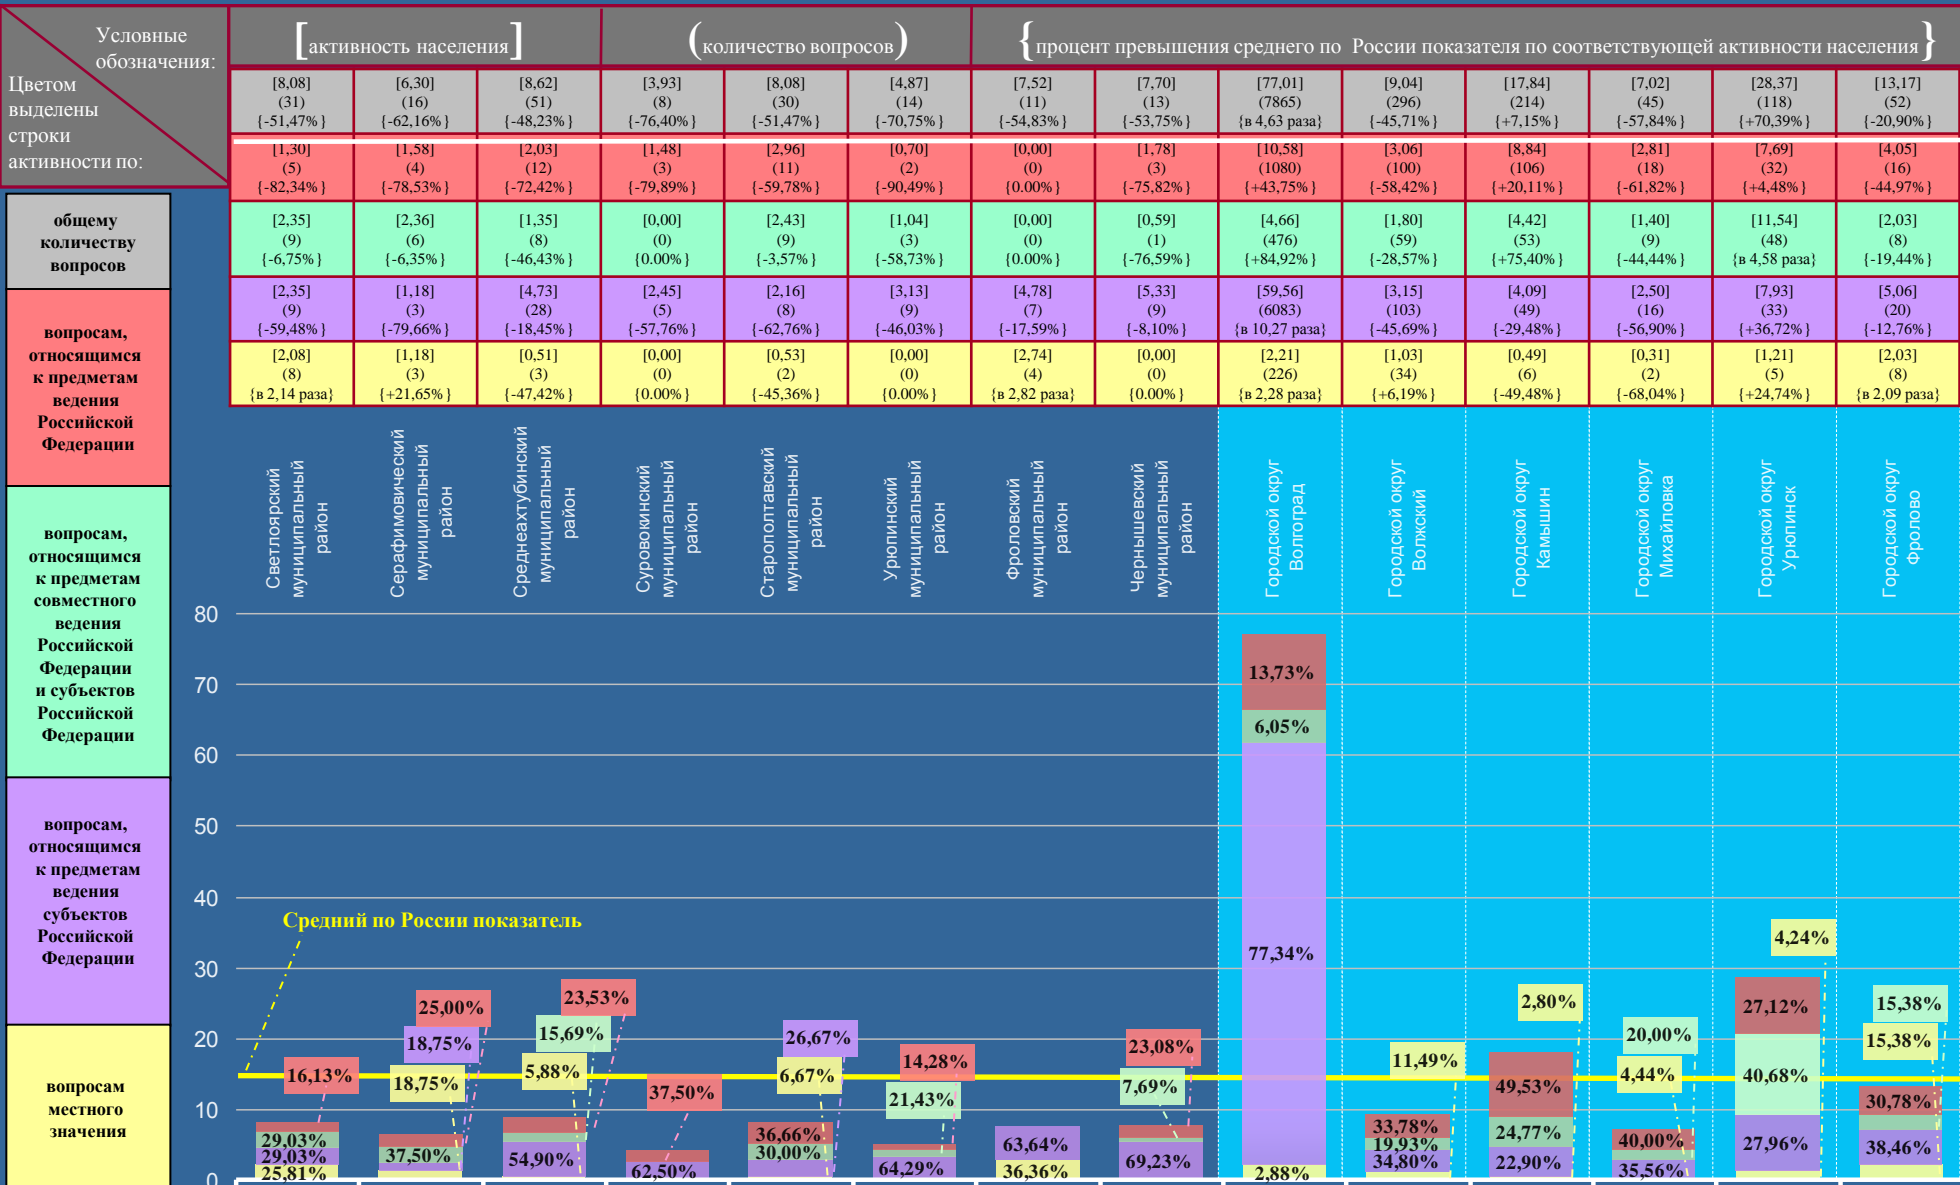 Условные
обозначения:
Цветом
выделены
строки
активности по:
[активность населения]
(количество вопросов)
{процент превышения среднего по России показателя по соответствующей активности населения}
[8,08] [6,30] [8,62] [3,93] [8,08] [4,87] [7,52] [7,70] [77,01] [9,04] [17,84] [7,02] [28,37] [13,17]
(31) (16) (51) (8) (30) (14) (11) (13) (7865) (296) (214) (45) (118) (52)
{-51,47%} {-62,16%} {-48,23%} {-76,40%} {-51,47%} {-70,75%} {-54,83%} {-53,75%} {в 4,63 раза} {-45,71%} {+7,15%} {-57,84%} {+70,39%} {-20,90%}
[1,30] [1,58] [2,03] [1,48] [2,96] [0,70] [0,00] [1,78] [10,58] [3,06] [8,84] [2,81] [7,69] [4,05]
(5) (4) (12) (3) (11) (2) (0) (3) (1080) (100) (106) (18) (32) (16)
{-82,34%} {-78,53%} {-72,42%} {-79,89%} {-59,78%} {-90,49%} {0.00%} {-75,82%} {+43,75%} {-58,42%} {+20,11%} {-61,82%} {+4,48%} {-44,97%}
[2,35] [2,36] [1,35] [0,00] [2,43] [1,04] [0,00] [0,59] [4,66] [1,80] [4,42] [1,40] [11,54] [2,03]
(9) (6) (8) (0) (9) (3) (0) (1) (476) (59) (53) (9) (48) (8)
{-6,75%} {-6,35%} {-46,43%} {0.00%} {-3,57%} {-58,73%} {0.00%} {-76,59%} {+84,92%} {-28,57%} {+75,40%} {-44,44%} {в 4,58 раза} {-19,44%}
[2,35] [1,18] [4,73] [2,45] [2,16] [3,13] [4,78] [5,33] [59,56] [3,15] [4,09] [2,50] [7,93] [5,06]
(9) (3) (28) (5) (8) (9) (7) (9) (6083) (103) (49) (16) (33) (20)
{-59,48%} {-79,66%} {-18,45%} {-57,76%} {-62,76%} {-46,03%} {-17,59%} {-8,10%} {в 10,27 раза} {-45,69%} {-29,48%} {-56,90%} {+36,72%} {-12,76%}
[2,08] [1,18] [0,51] [0,00] [0,53] [0,00] [2,74] [0,00] [2,21] [1,03] [0,49] [0,31] [1,21] [2,03]
(8) (3) (3) (0) (2) (0) (4) (0) (226) (34) (6) (2) (5) (8)
{в 2,14 раза} {+21,65%} {-47,42%} {0.00%} {-45,36%} {0.00%} {в 2,82 раза} {0.00%} {в 2,28 раза} {+6,19%} {-49,48%} {-68,04%} {+24,74%} {в 2,09 раза}
общему
количеству
вопросов
вопросам,
относящимся
к предметам
ведения
Российской
Федерации
вопросам,
относящимся
к предметам
совместного
ведения
Российской
Федерации
и субъектов
Российской
Федерации
вопросам,
относящимся
к предметам
ведения
субъектов
Российской
Федерации
вопросам
местного
значения
Светлоярский
муниципальный
район
Серафимовический
муниципальный
район
Среднеахтубинский
муниципальный
район
Суровокинский
муниципальный
район
Старополтавский
муниципальный
район
Урюпинский
муниципальный
район
Фроловский
муниципальный
район
Чернышевский
муниципальный
район
Городской округ
Волгоград
Городской округ
Волжский
Городской округ
Камышин
Городской округ
Михайловка
Городской округ
Урюпинск
Городской округ
Фролово
80
70
60
50
40
30
20
10
0
Средний по России показатель
16,13%
29,03%
29,03%
25,81%
25,00%
18,75%
18,75%
37,50%
23,53%
15,69%
5,88%
54,90%
37,50%
62,50%
26,67%
6,67%
36,66%
30,00%
14,28%
21,43%
64,29%
63,64%
36,36%
23,08%
7,69%
69,23%
13,73%
6,05%
77,34%
2,88%
11,49%
33,78%
19,93%
34,80%
2,80%
49,53%
24,77%
22,90%
20,00%
4,44%
40,00%
35,56%
4,24%
27,12%
40,68%
27,96%
15,38%
15,38%
30,78%
38,46%